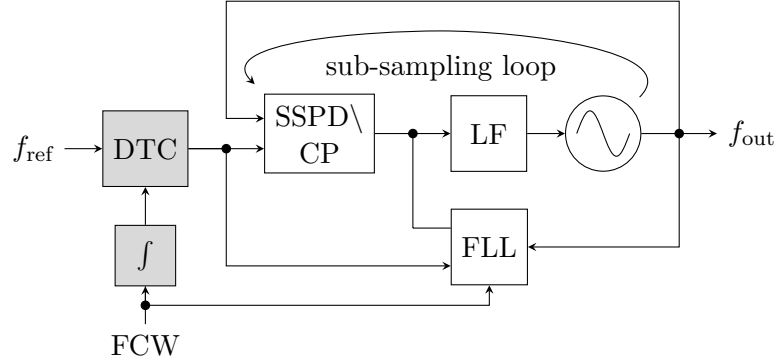 sub-sampling loop
SSPD\
CP
f_ref
DTC
LF
f_out
∫
FLL
FCW